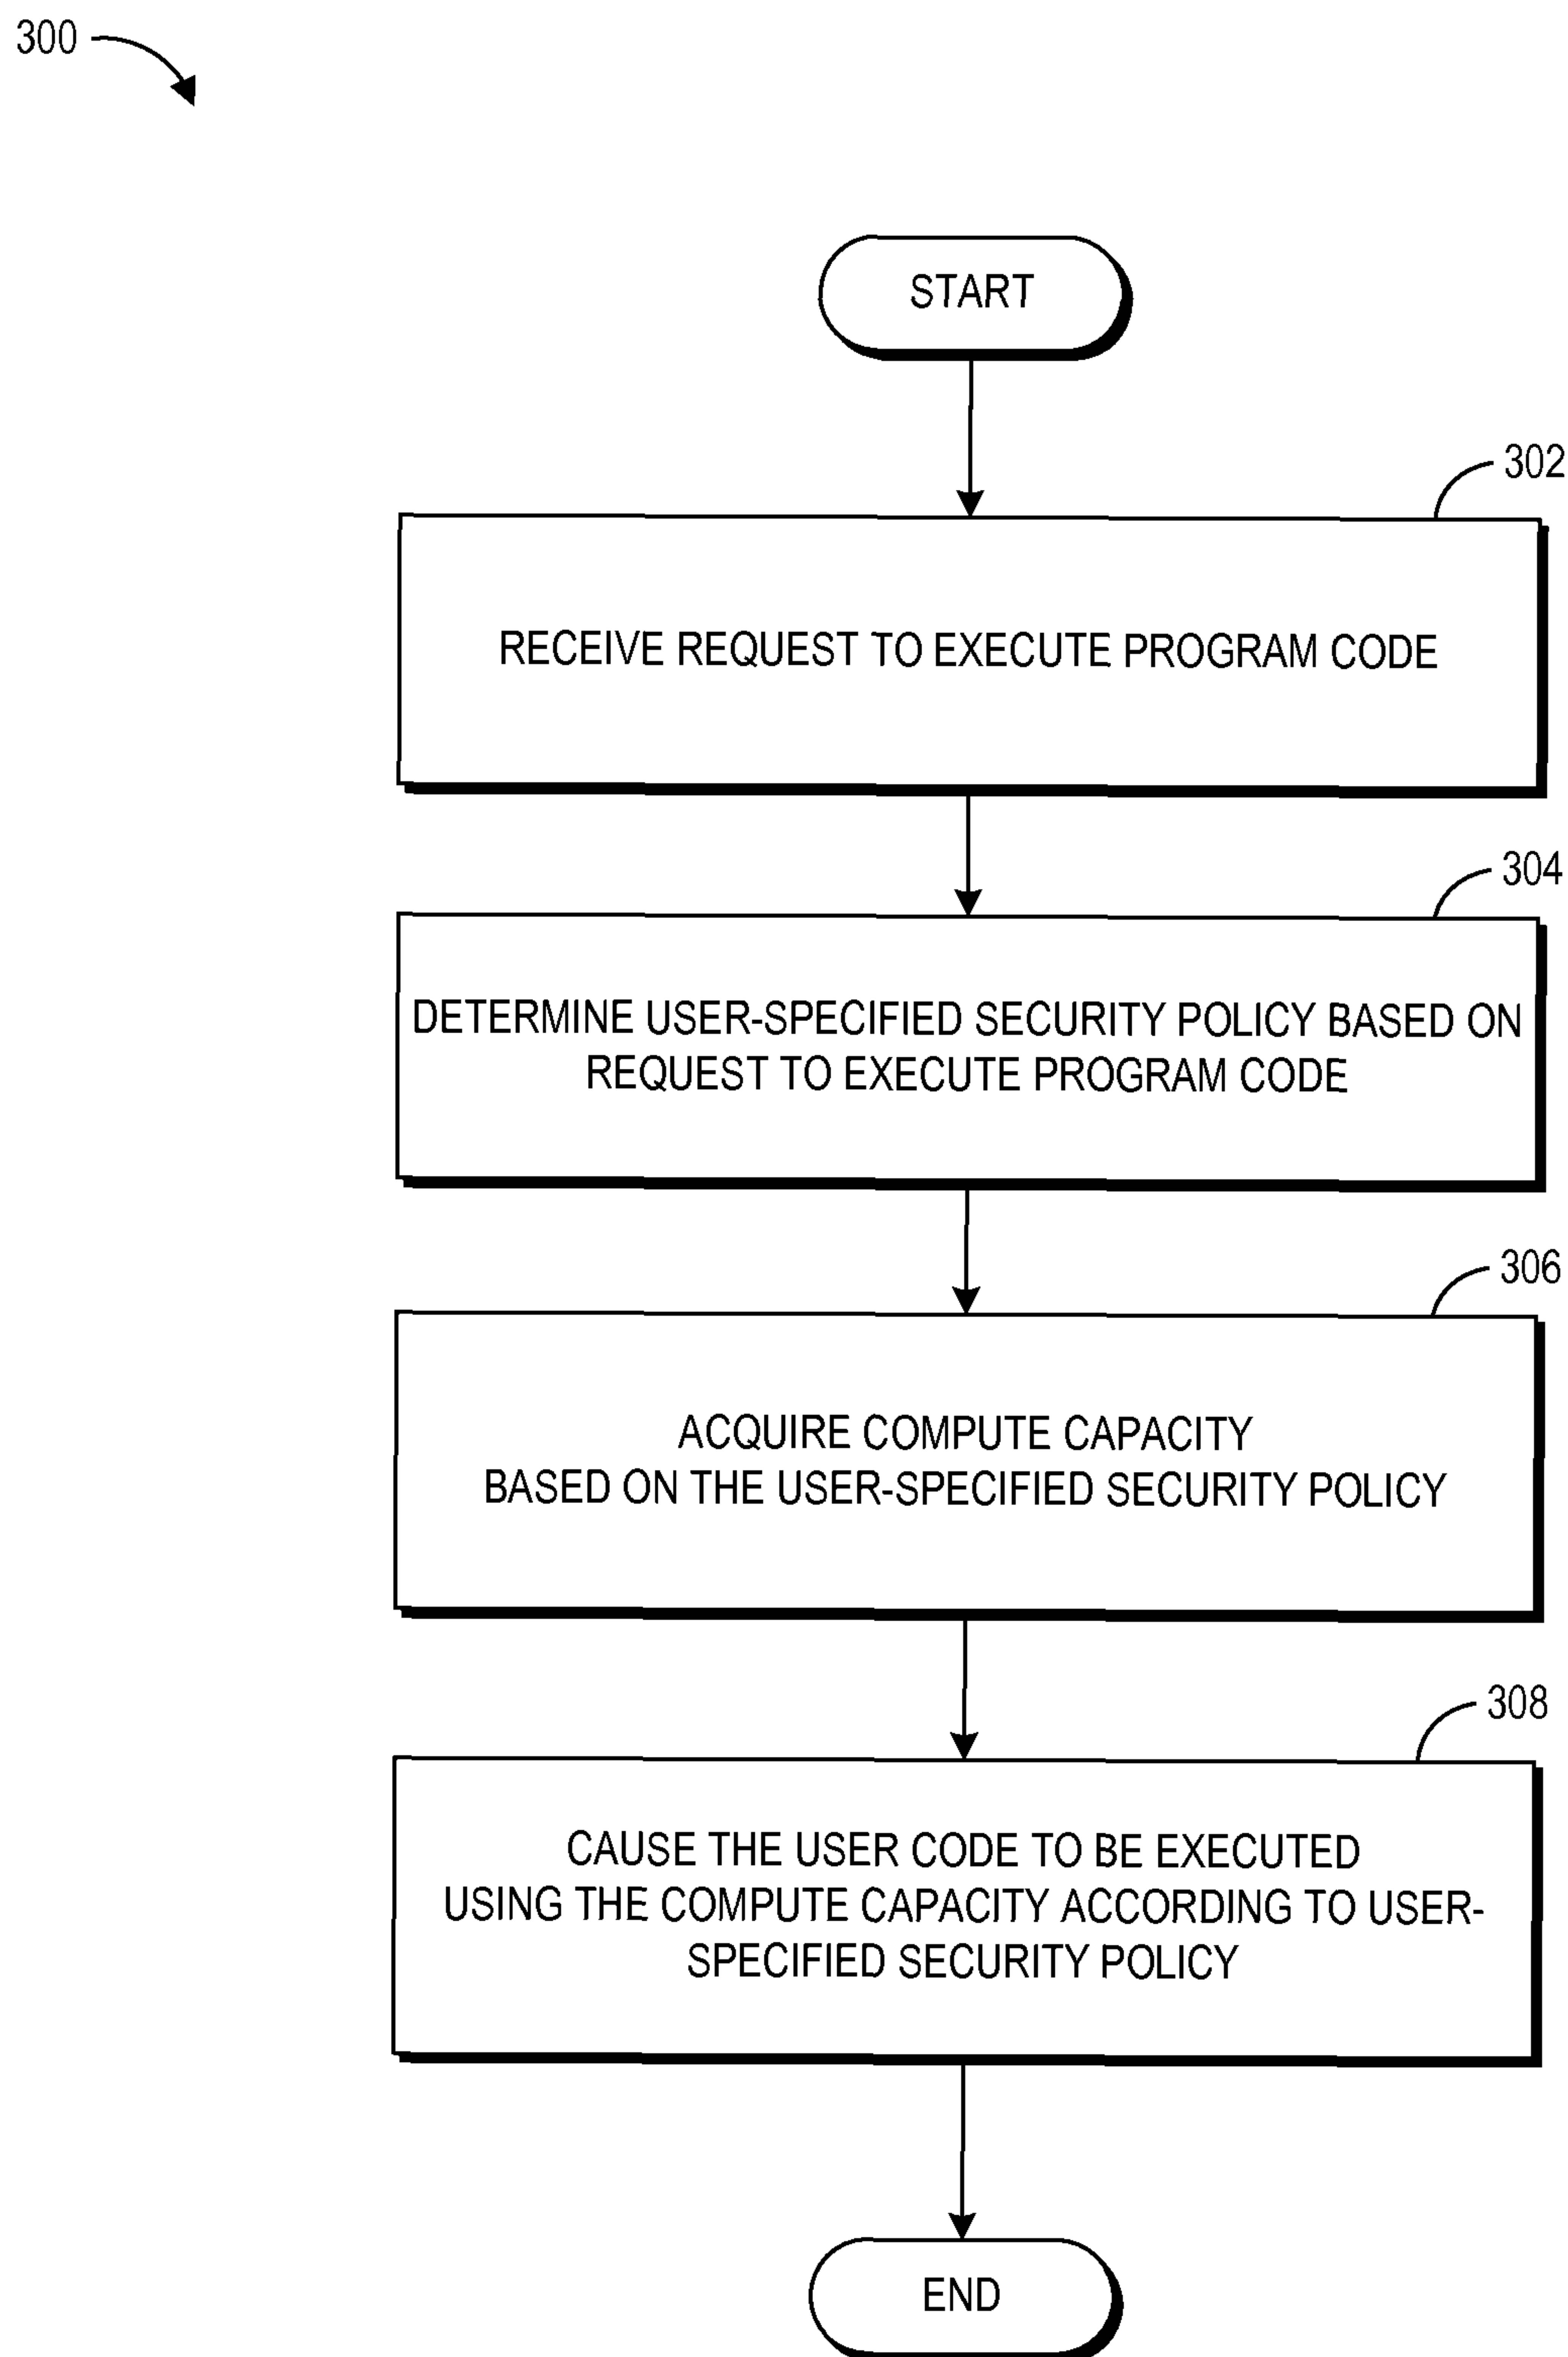 300
START
302
RECEIVE REQUEST TO EXECUTE PROGRAM CODE
304
DETERMINE USER-SPECIFIED SECURITY POLICY BASED ON
REQUEST TO EXECUTE PROGRAM CODE
306
ACQUIRE COMPUTE CAPACITY
BASED ON THE USER-SPECIFIED SECURITY POLICY
308
CAUSE THE USER CODE TO BE EXECUTED
USING THE COMPUTE CAPACITY ACCORDING TO USER-
SPECIFIED SECURITY POLICY
END